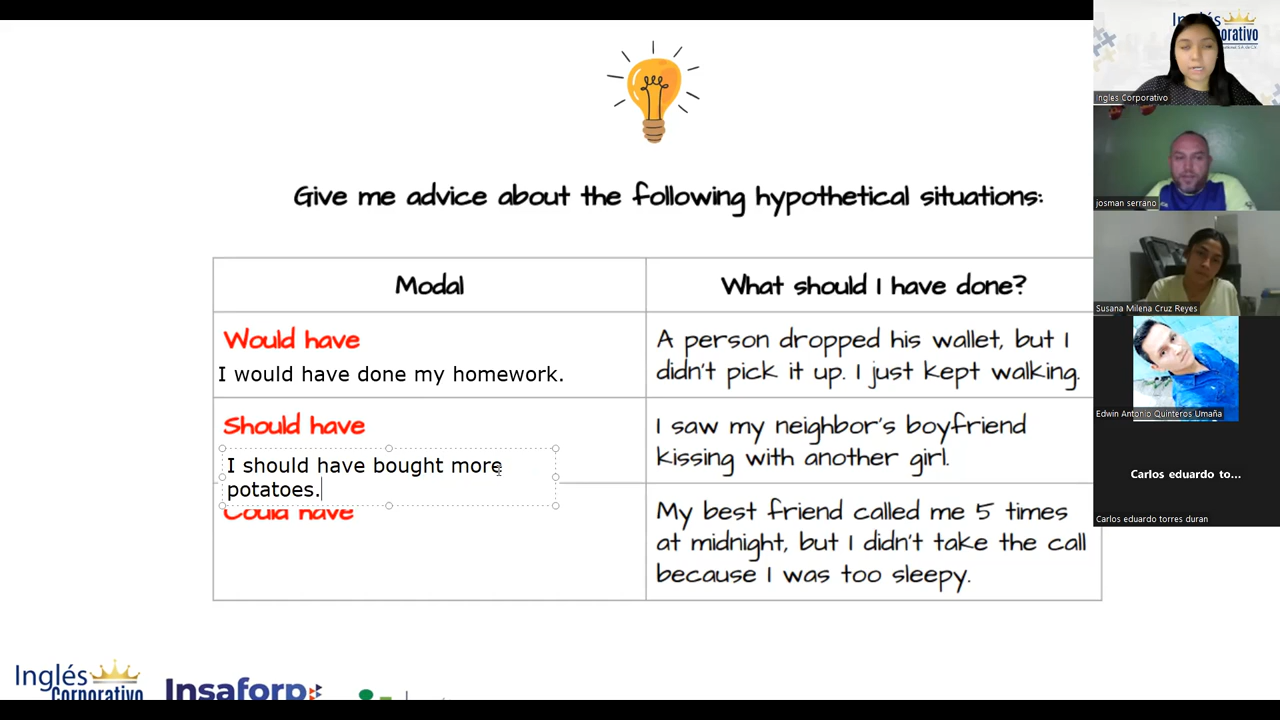 Give me advice about the following hypothetical situations:
Modal
What should I have done?
Would have
I would have done my homework.
A person dropped his wallet, but I
didn't pick it up. I just kept walking.
Should have
I should have bought more
potatoes.
I saw my neighbor's boyfriend
kissing with another girl.
Could have
My best friend called me 5 times
at midnight, but I didn't take the call
because I was too sleepy.
Inglés
Corporativo
Insaforp
Ingles Corporativo
josman serrano
Susana Milena Cruz Reyes
Edwin Antonio Quinteros Umaña
Carlos eduardo to...
Carlos eduardo torres duran